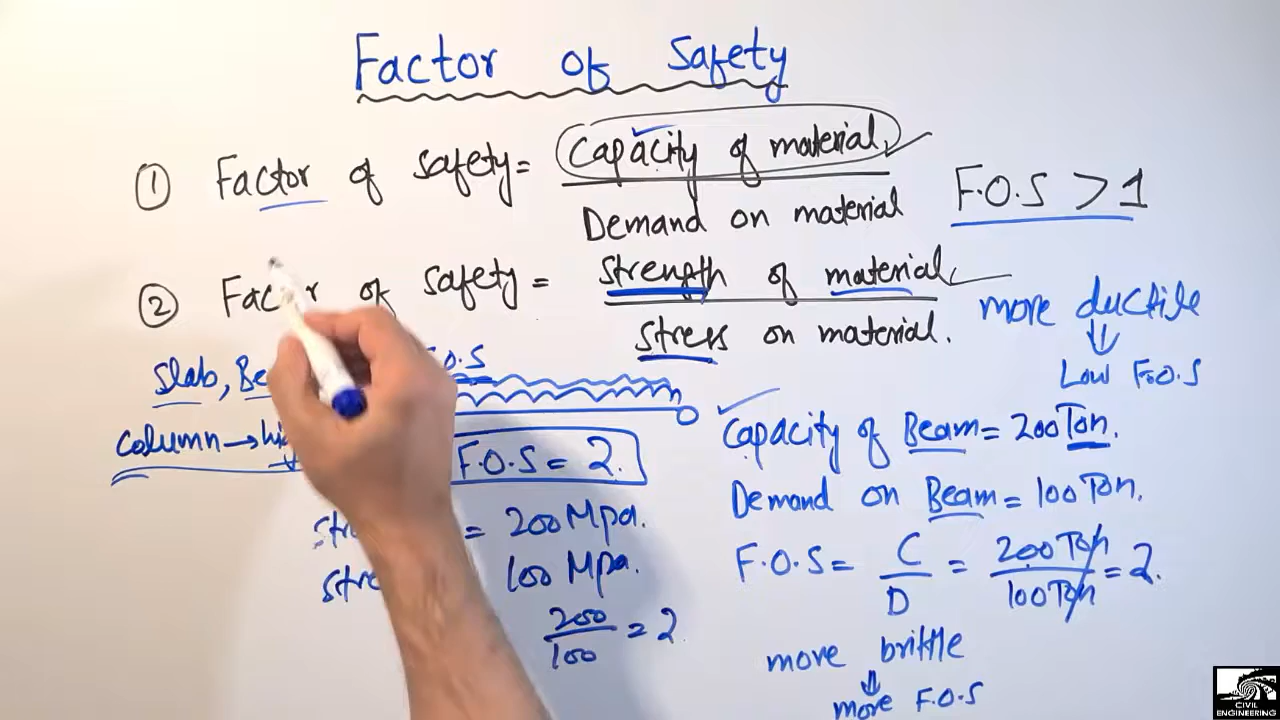 Factor of Safety
① Factor of safety = Capacity of material
Demand on material
F.O.S > 1
② Factor of safety = Strength of material
Stress on material.
more ductile
⇓
Low F.O.S
Slab, F.O.S
column →
F.O.S = 2.
= 200 Mpa.
100 Mpa.
200
100
= 2
Capacity of Beam = 200 Ton.
Demand on Beam = 100 Ton.
F.O.S = C/D = 200 Ton/100 Ton = 2.
more brittle
⇓
more F.O.S
CIVIL
ENGINEERING